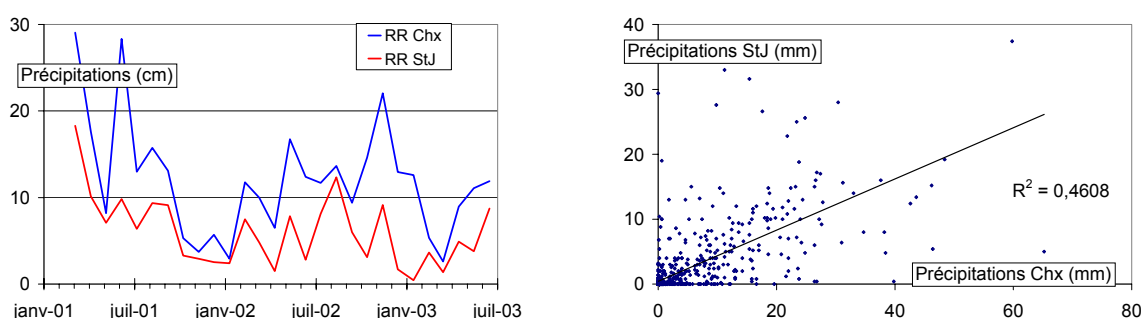 30
20
10
0
Précipitations (cm)
RR Chx
RR StJ
janv-01 juil-01 janv-02 juil-02 janv-03 juil-03
40
30
20
10
0
Précipitations StJ (mm)
R² = 0,4608
Précipitations Chx (mm)
0 20 40 60 80